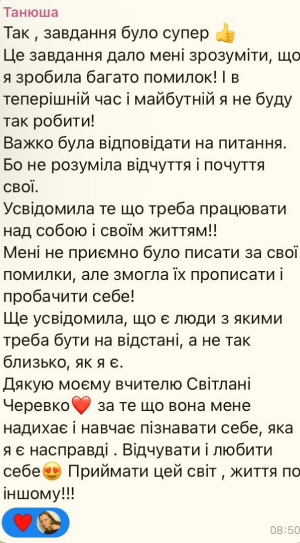 Танюша
Так , завдання було супер 👍
Це завдання дало мені зрозуміти, що
я зробила багато помилок! І в
теперішній час і майбутній я не буду
так робити!
Важко була відповідати на питання.
Бо не розуміла відчуття і почуття
свої.
Усвідомила те що треба працювати
над собою і своїм життям!!
Мені не приємно було писати за свої
помилки, але змогла їх прописати і
пробачити себе!
Ще усвідомила, що є люди з якими
треба бути на відстані, а не так
близько, як я є.
Дякую моєму вчителю Світлані
Черевко❤️ за те що вона мене
надихає і навчає пізнавати себе, яка
я є насправді . Відчувати і любити
себе😍 Приймати цей світ , життя по
іншому!!!
08:50